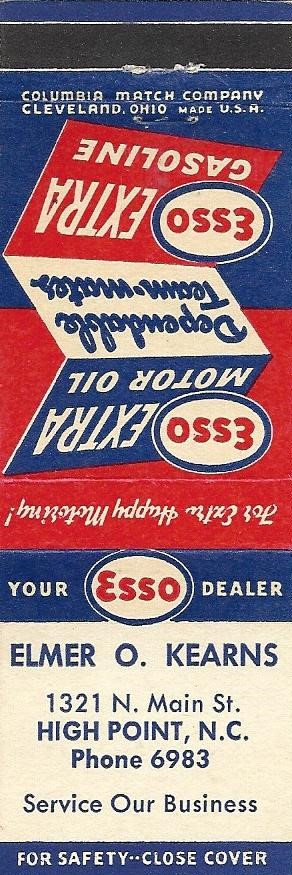 COLUMBIA MATCH COMPANY
CLEVELAND, OHIO MADE U.S.A.
For Extra Happy Motoring!
ESSO
EXTRA
MOTOR OIL
Dependable
Team-mates
ESSO
EXTRA
GASOLINE
YOUR Esso DEALER
ELMER O. KEARNS
1321 N. Main St.
HIGH POINT, N.C.
Phone 6983
Service Our Business
FOR SAFETY--CLOSE COVER